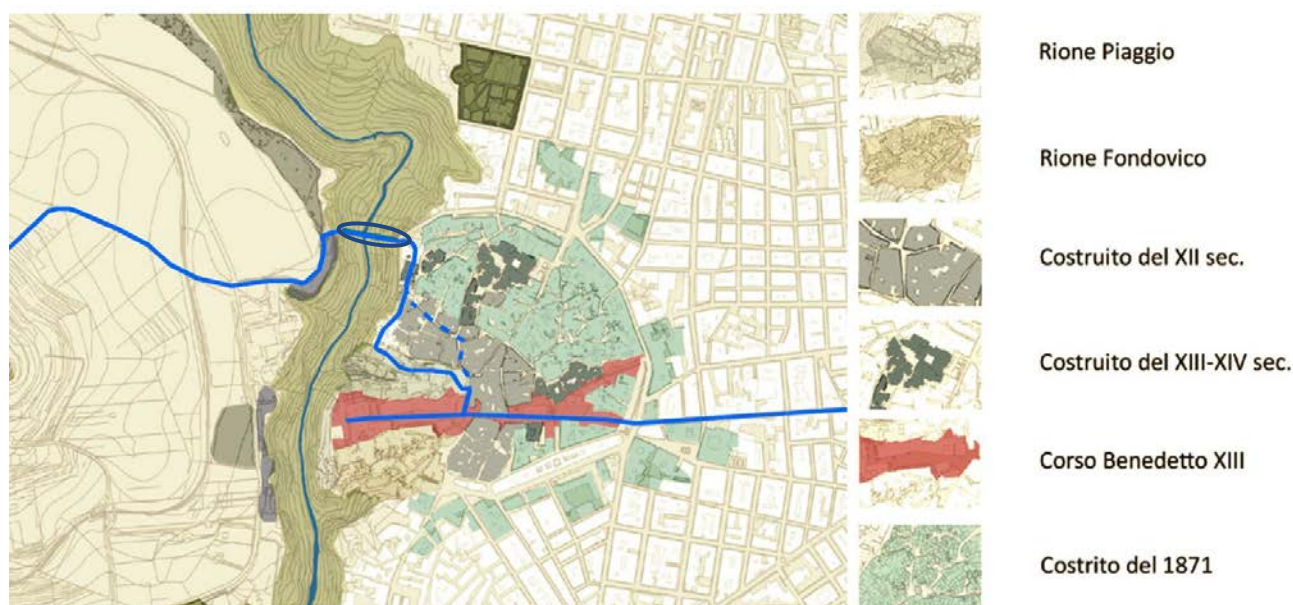 Rione Piaggio
Rione Fondovico
Costruito del XII sec.
Costruito del XIII-XIV sec.
Corso Benedetto XIII
Costrito del 1871